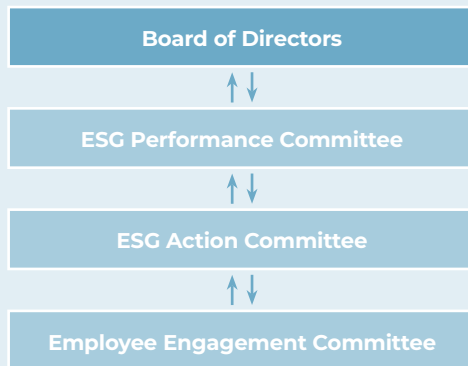 Board of Directors
ESG Performance Committee
ESG Action Committee
Employee Engagement Committee